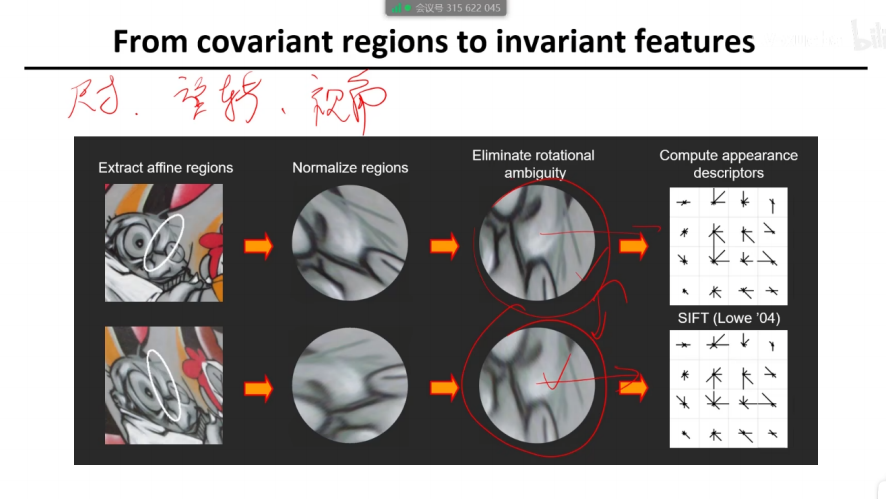 会议号 315 622 045
From covariant regions to invariant features
bili
尺寸、旋转、视角
Extract affine regions
Normalize regions
Eliminate rotational
ambiguity
Compute appearance
descriptors
SIFT (Lowe ’04)